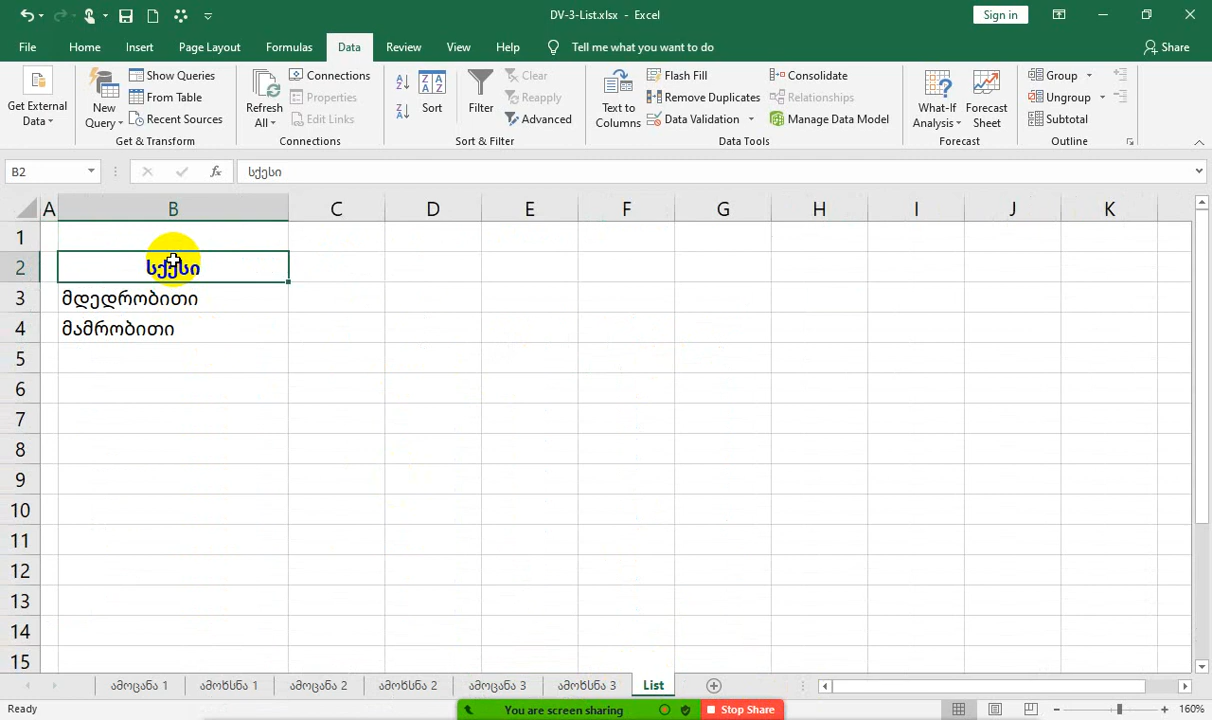 DV-3-List.xlsx - Excel
Sign in
File Home Insert Page Layout Formulas Data Review View Help Tell me what you want to do Share
Get External Data
New Query
Show Queries
From Table
Recent Sources
Get & Transform
Refresh All
Connections
Properties
Edit Links
Connections
Sort
Filter
Clear
Reapply
Advanced
Sort & Filter
Text to Columns
Flash Fill
Remove Duplicates
Data Validation
Consolidate
Relationships
Manage Data Model
Data Tools
What-If Analysis
Forecast Sheet
Forecast
Group
Ungroup
Subtotal
Outline
B2 fx სქესი
A B C D E F G H I J K
1
2 სქესი
3 მდედრობითი
4 მამრობითი
5
6
7
8
9
10
11
12
13
14
15
ამოცანა 1 ამოხსნა 1 ამოცანა 2 ამოხსნა 2 ამოცანა 3 ამოხსნა 3 List
Ready You are screen sharing Stop Share 160%